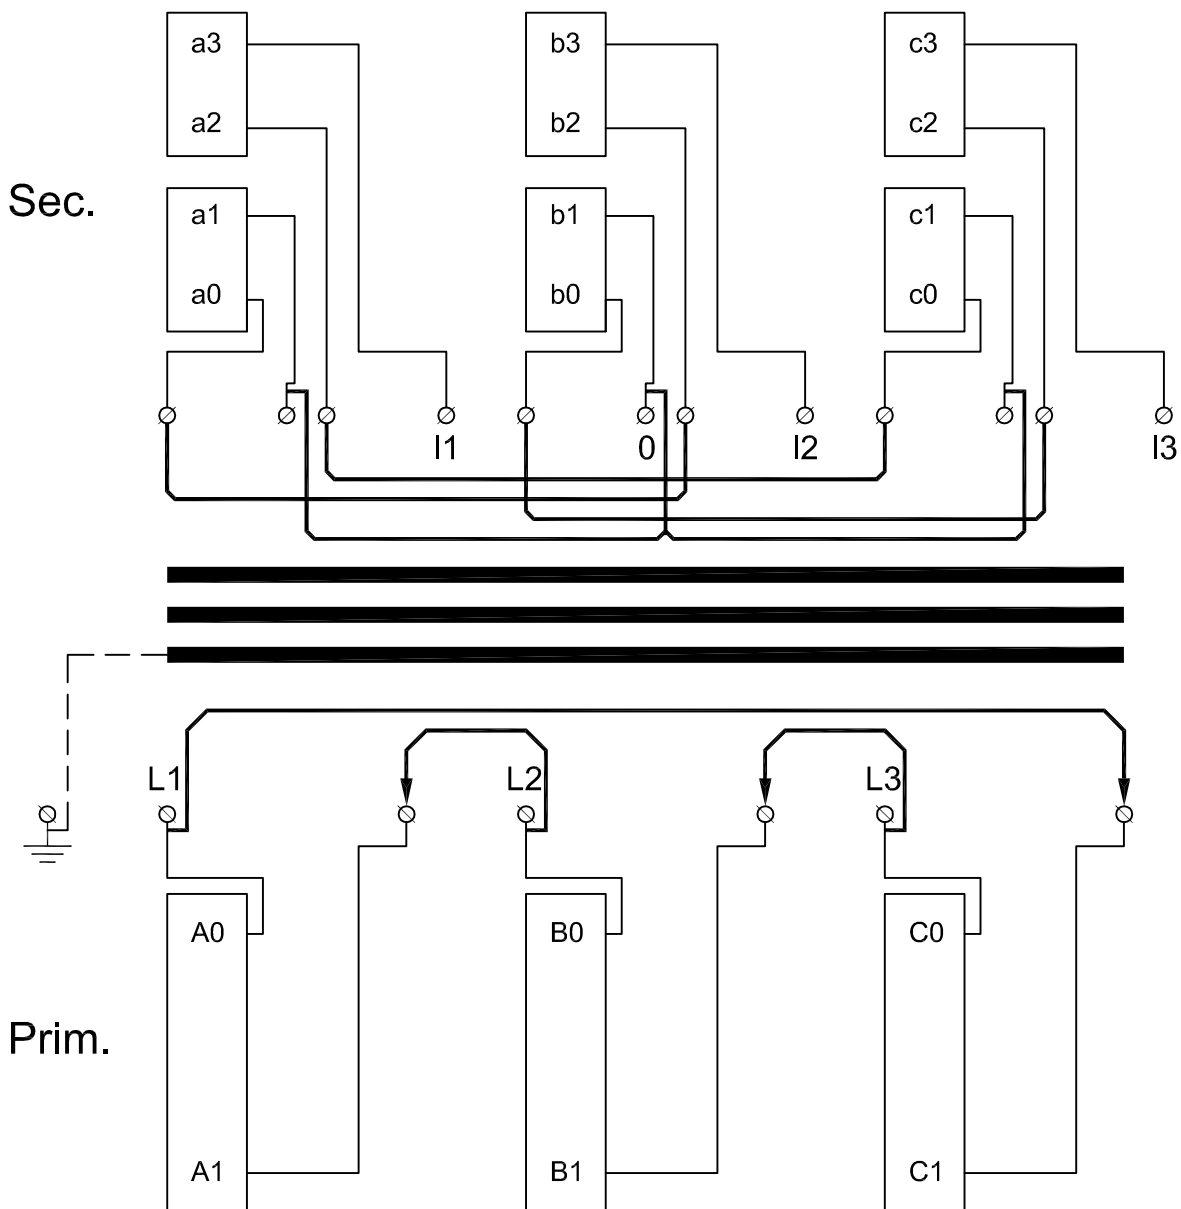 a3 b3 c3
a2 b2 c2
Sec.
a1 b1 c1
a0 b0 c0
l1 0 l2 l3
L1 L2 L3
A0 B0 C0
Prim.
A1 B1 C1